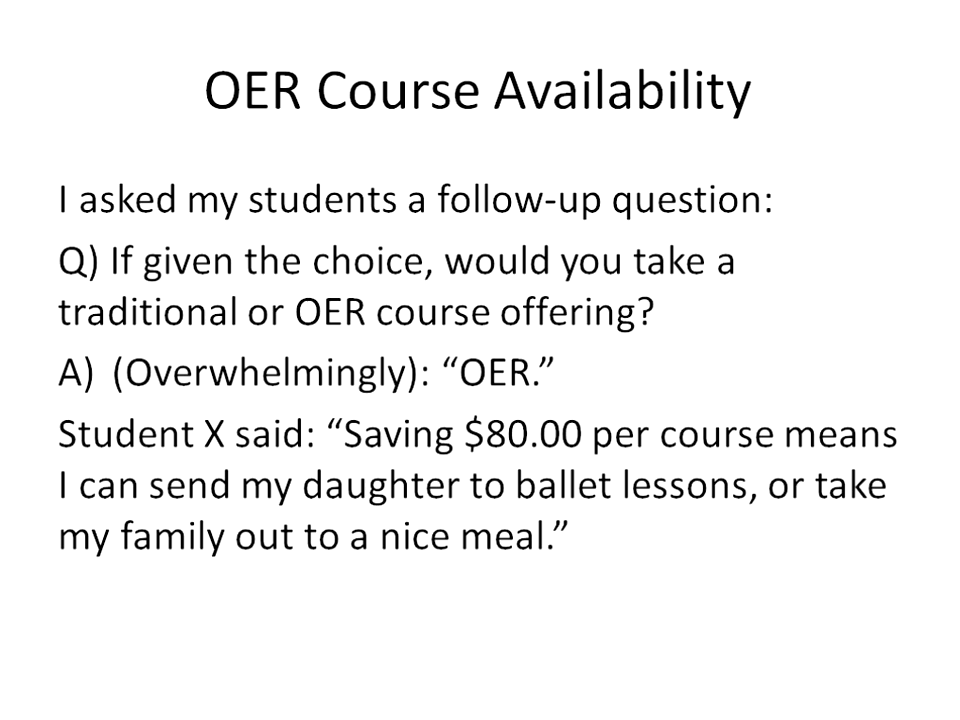 OER Course Availability
I asked my students a follow-up question:
Q) If given the choice, would you take a
traditional or OER course offering?
A) (Overwhelmingly): “OER.”
Student X said: “Saving $80.00 per course means
I can send my daughter to ballet lessons, or take
my family out to a nice meal.”